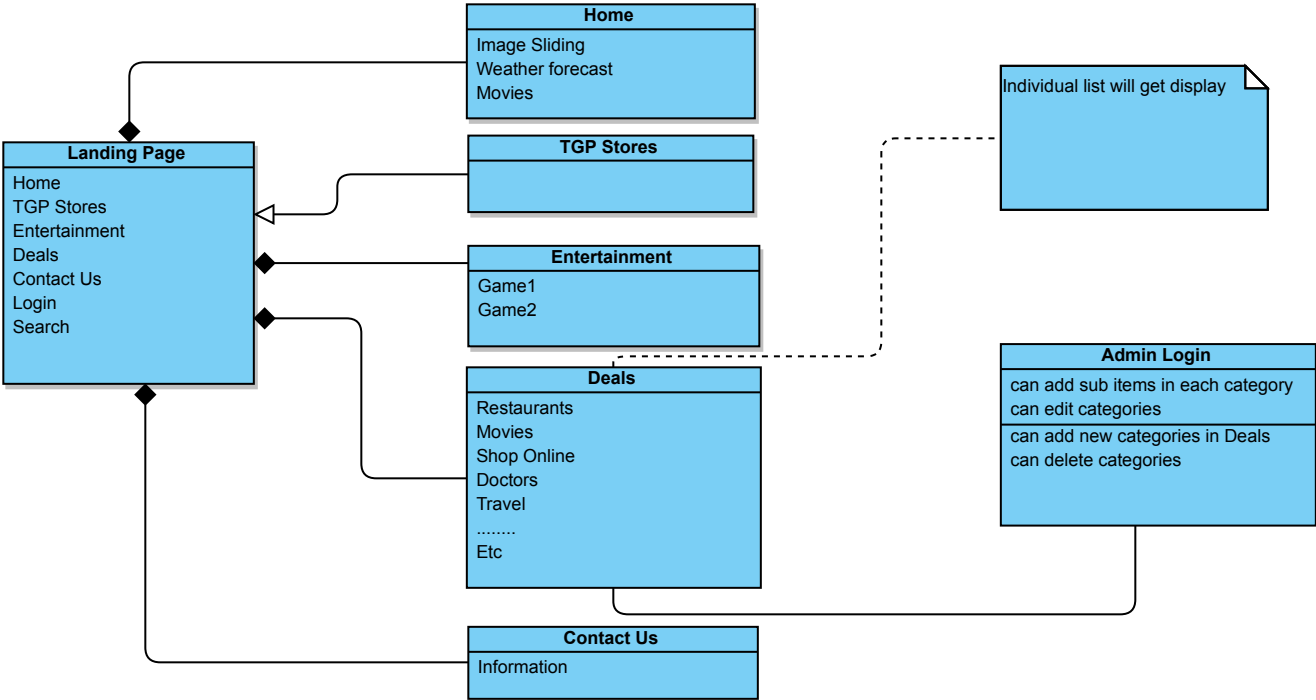 Home
Image Sliding
Weather forecast
Movies
Individual list will get display
Landing Page
Home
TGP Stores
Entertainment
Deals
Contact Us
Login
Search
TGP Stores
Entertainment
Game1
Game2
Deals
Restaurants
Movies
Shop Online
Doctors
Travel
........
Etc
Admin Login
can add sub items in each category
can edit categories
can add new categories in Deals
can delete categories
Contact Us
Information